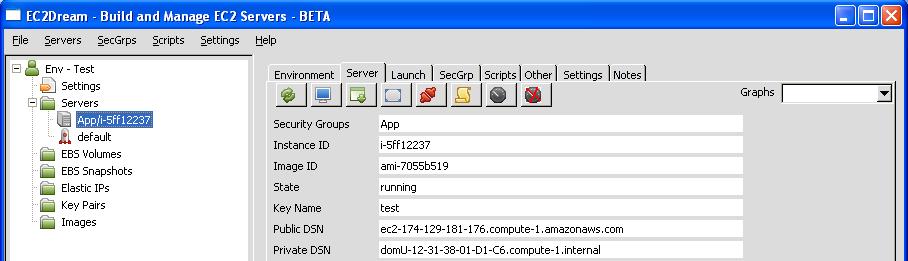 EC2Dream - Build and Manage EC2 Servers - BETA
File Servers SecGrps Scripts Settings Help
Env - Test
Settings
Servers
App/i-5ff12237
default
EBS Volumes
EBS Snapshots
Elastic IPs
Key Pairs
Images
Environment Server Launch SecGrp Scripts Other Settings Notes
Graphs
Security Groups App
Instance ID i-5ff12237
Image ID ami-7055b519
State running
Key Name test
Public DSN ec2-174-129-181-176.compute-1.amazonaws.com
Private DSN domU-12-31-38-01-D1-C6.compute-1.internal